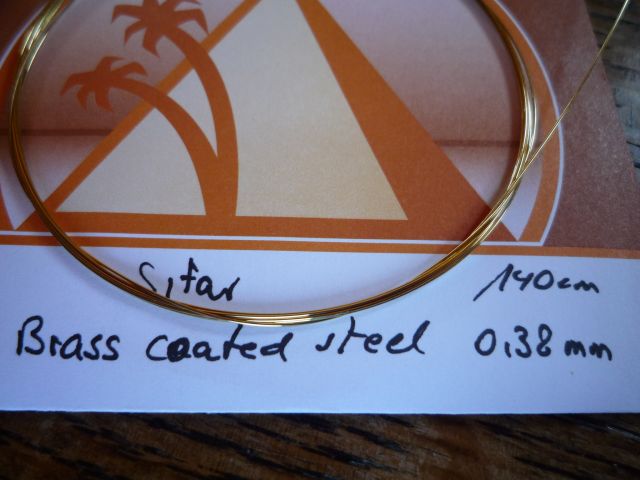 Sitar 140cm
Brass coated steel 0,38 mm